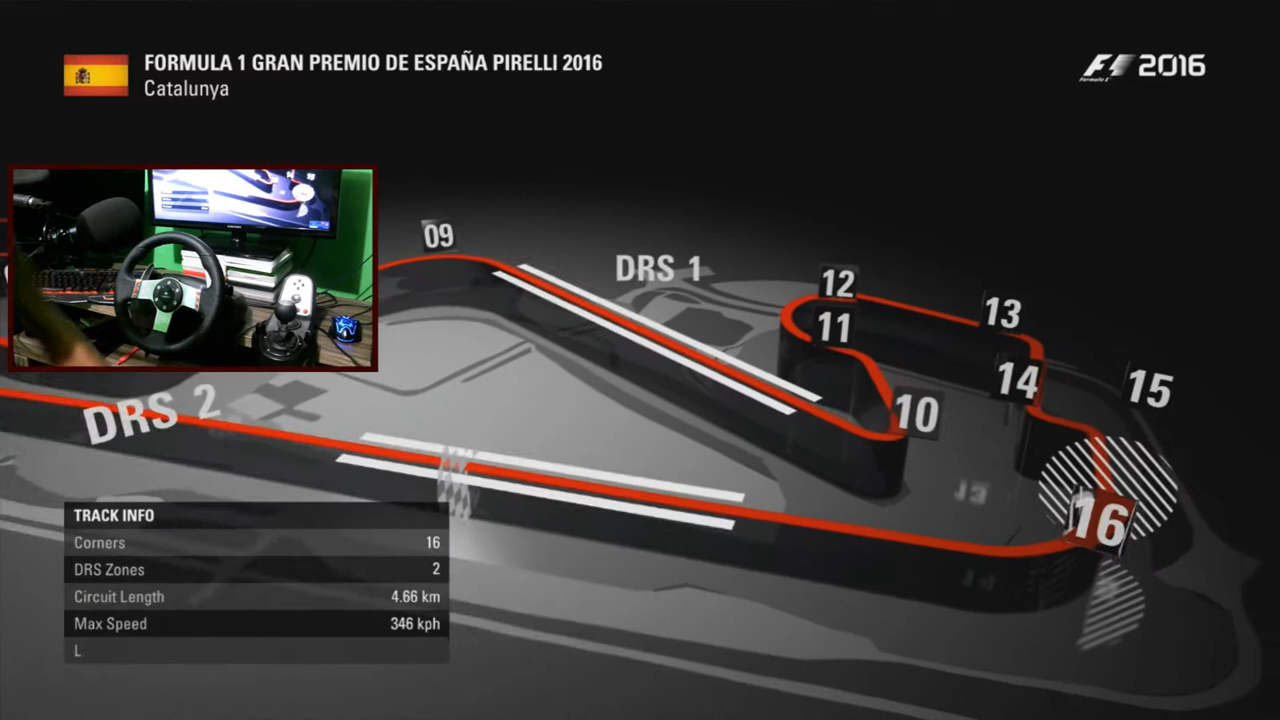 FORMULA 1 GRAN PREMIO DE ESPAÑA PIRELLI 2016
Catalunya
F1 2016
Formula 1
09
DRS 1
12
11
13
14
15
10
DRS 2
16
TRACK INFO
Corners 16
DRS Zones 2
Circuit Length 4.66 km
Max Speed 346 kph
L